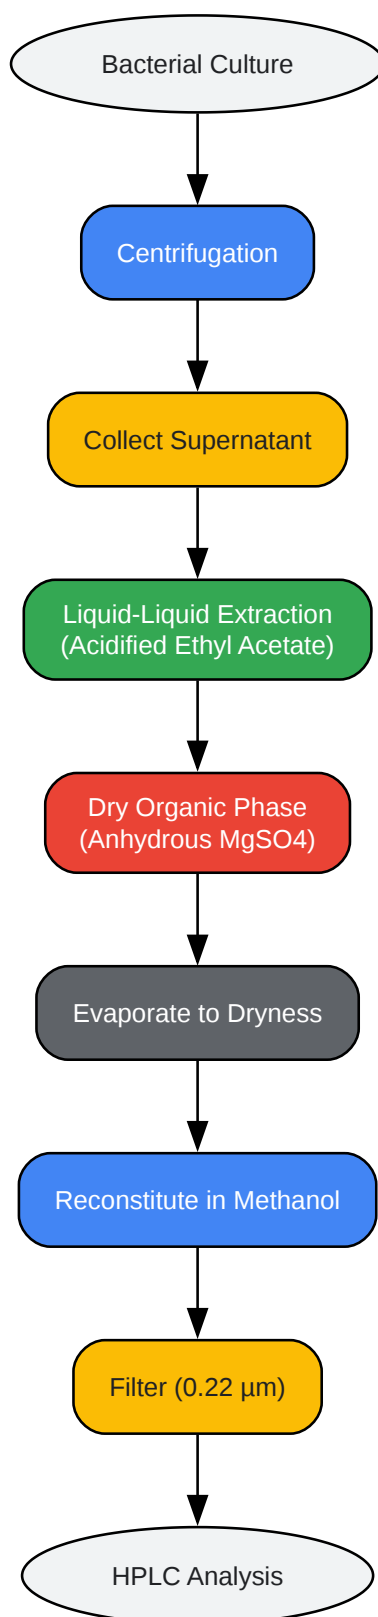 Bacterial Culture
Centrifugation
Collect Supernatant
Liquid-Liquid Extraction
(Acidified Ethyl Acetate)
Dry Organic Phase
(Anhydrous MgSO4)
Evaporate to Dryness
Reconstitute in Methanol
Filter (0.22 µm)
HPLC Analysis